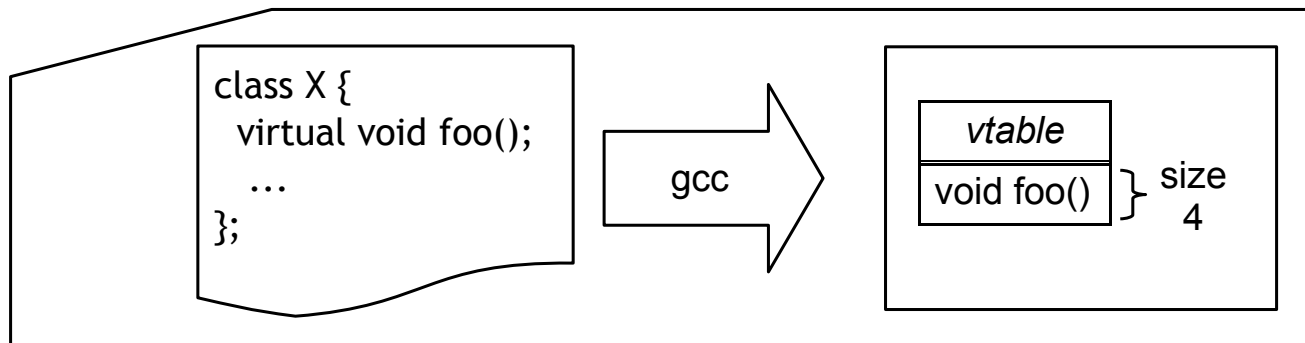 class X {
virtual void foo();
...
};
gcc
vtable
void foo()
size
4